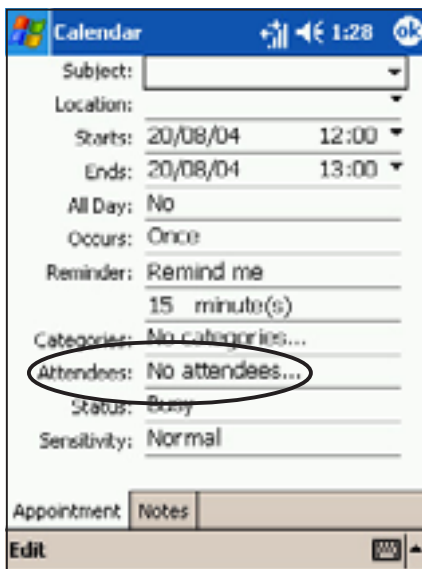 Calendar 1:28 ok
Subject:
Location:
Starts: 20/08/04 12:00
Ends: 20/08/04 13:00
All Day: No
Occurs: Once
Reminder: Remind me
15 minute(s)
Categories: No categories...
Attendees: No attendees...
Status: Busy
Sensitivity: Normal
Appointment Notes
Edit